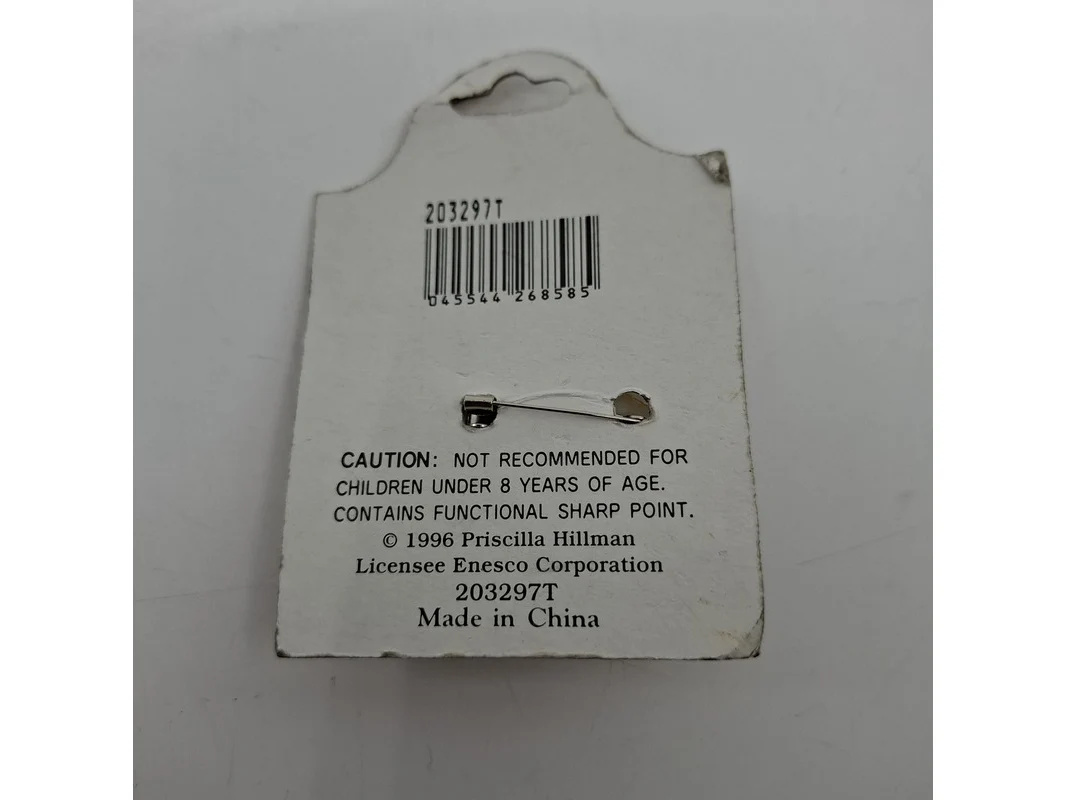 203297T
045544 268585
CAUTION: NOT RECOMMENDED FOR
CHILDREN UNDER 8 YEARS OF AGE.
CONTAINS FUNCTIONAL SHARP POINT.
© 1996 Priscilla Hillman
Licensee Enesco Corporation
203297T
Made in China